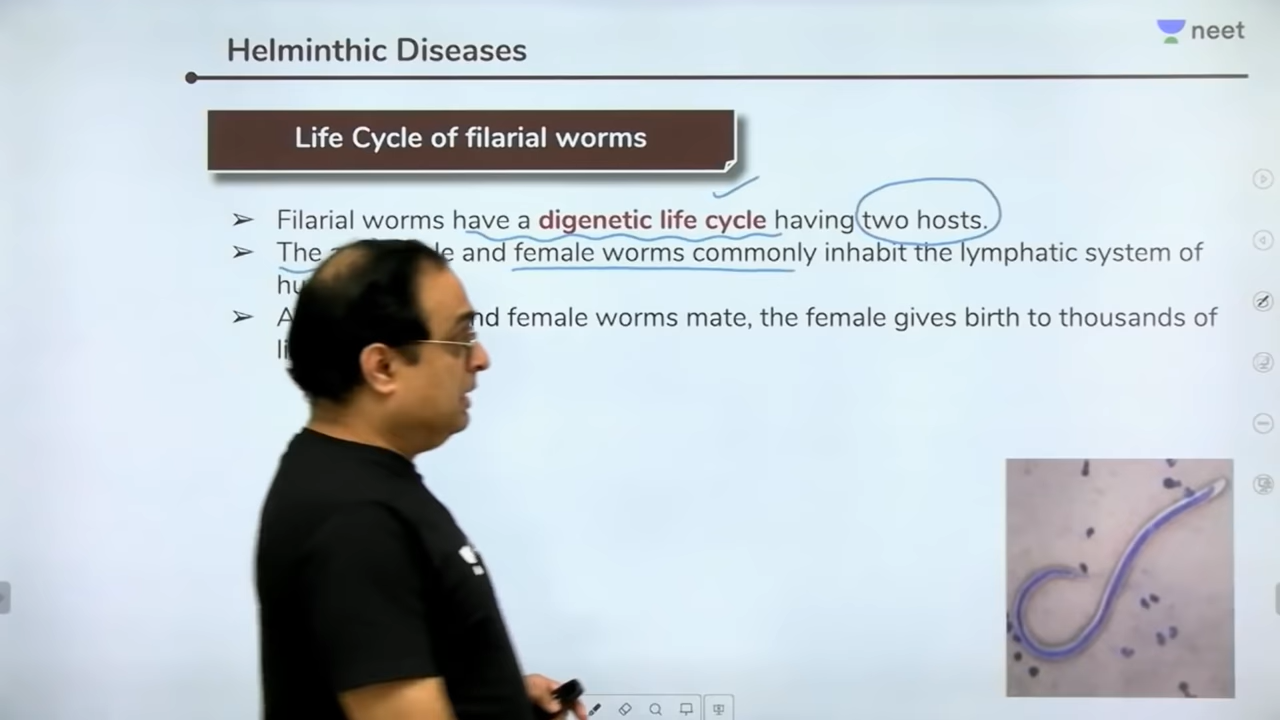 neet
Helminthic Diseases
Life Cycle of filarial worms
➢ Filarial worms have a digenetic life cycle having two hosts.
➢ The and female worms commonly inhabit the lymphatic system of
➢ female worms mate, the female gives birth to thousands of